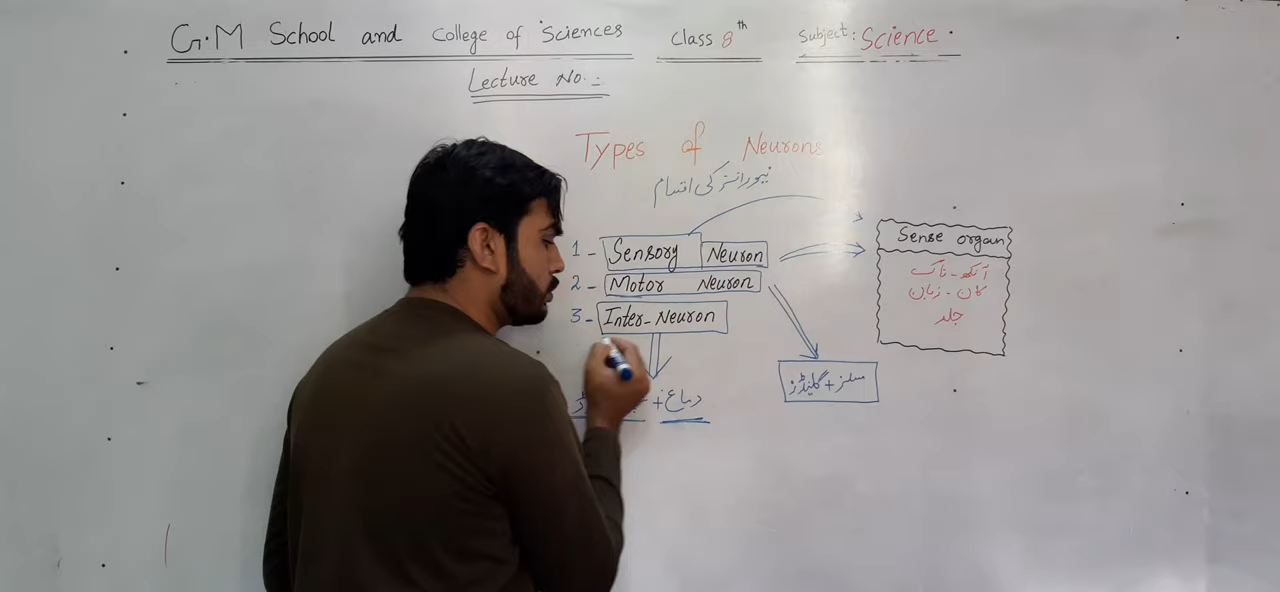 G.M School and College of Sciences Class 8th Subject: Science.
Lecture No. :-
Types of Neurons
نیورانز کی اقسام
1- Sensory Neuron
2- Motor Neuron
3- Inter-Neuron
Sense organ
آنکھ - ناک
کان - زبان
جلد
مسلز + گلینڈز
دماغ +